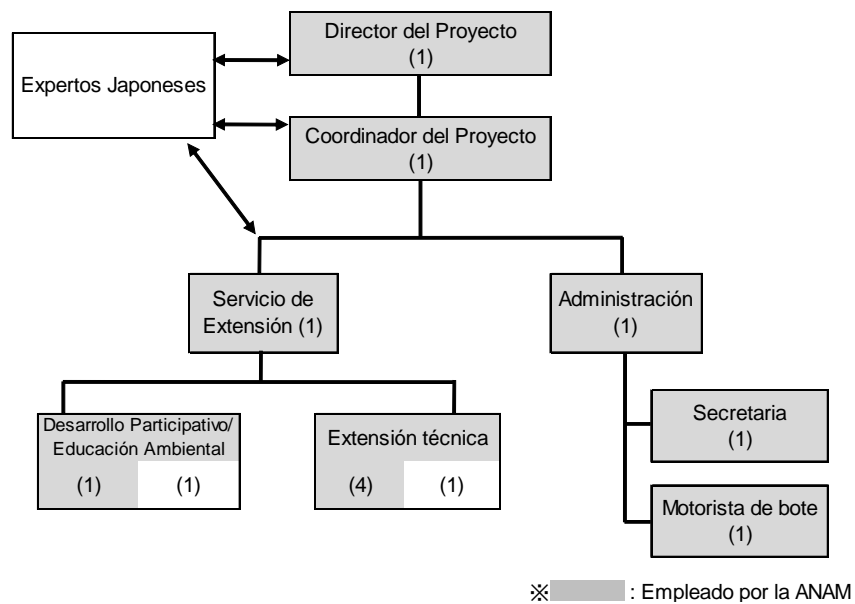 Director del Proyecto
(1)
Expertos Japoneses
Coordinador del Proyecto
(1)
Servicio de
Extensión (1)
Administración
(1)
Desarrollo Participativo/
Educación Ambiental
(1) (1)
Extensión técnica
(4) (1)
Secretaria
(1)
Motorista de bote
(1)
※ : Empleado por la ANAM